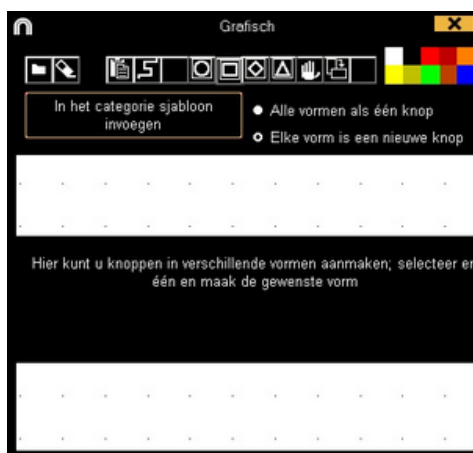 Grafisch
In het categorie sjabloon
invoegen
Alle vormen als één knop
Elke vorm is een nieuwe knop
Hier kunt u knoppen in verschillende vormen aanmaken; selecteer er
één en maak de gewenste vorm